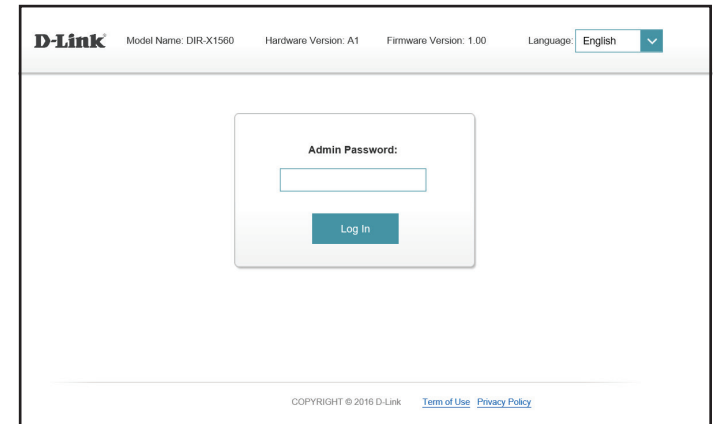 D-Link Model Name: DIR-X1560 Hardware Version: A1 Firmware Version: 1.00 Language: English
Admin Password:
Log In
COPYRIGHT © 2016 D-Link Term of Use Privacy Policy